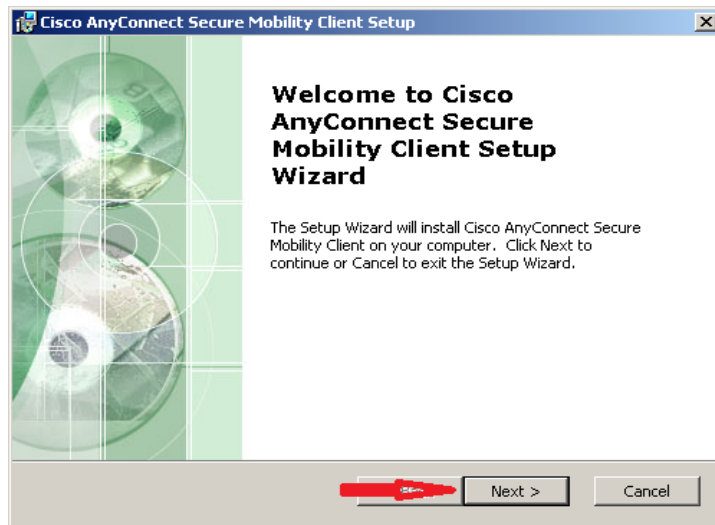 Cisco AnyConnect Secure Mobility Client Setup
Welcome to Cisco
AnyConnect Secure
Mobility Client Setup
Wizard
The Setup Wizard will install Cisco AnyConnect Secure
Mobility Client on your computer. Click Next to
continue or Cancel to exit the Setup Wizard.
Next >
Cancel